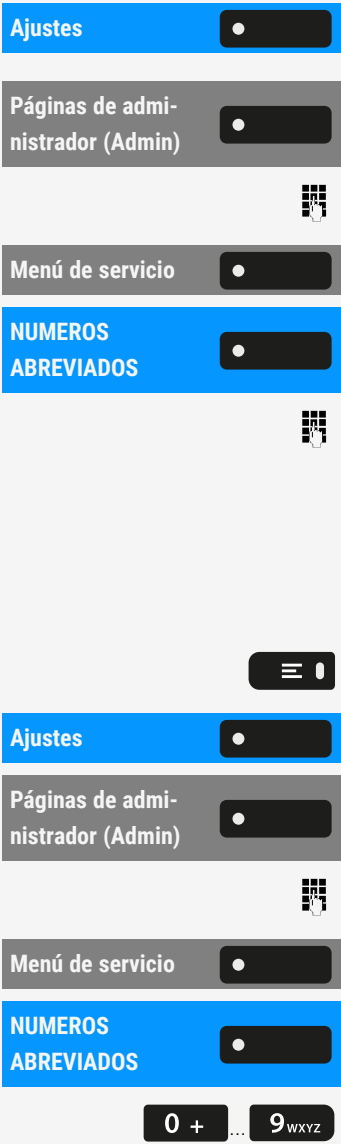 Ajustes
Páginas de admi-
nistrador (Admin)
Menú de servicio
NUMEROS
ABREVIADOS
Ajustes
Páginas de admi-
nistrador (Admin)
Menú de servicio
NUMEROS
ABREVIADOS
0 + ... 9 WXYZ